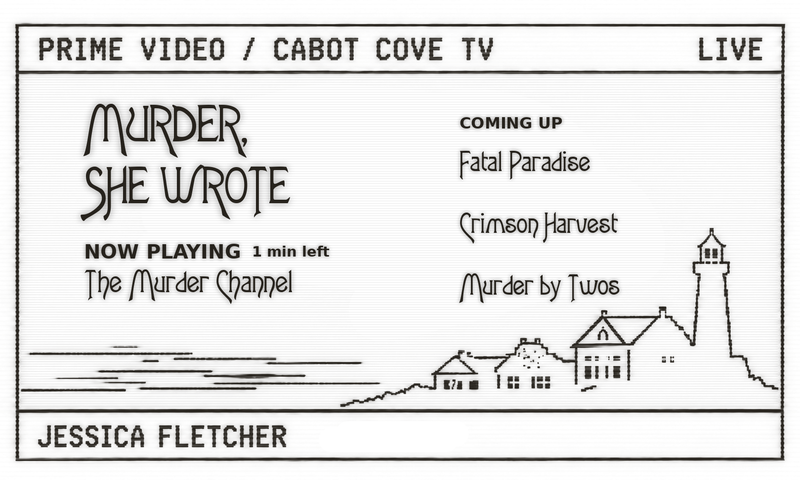 PRIME VIDEO / CABOT COVE TV LIVE
MURDER,
SHE WROTE
NOW PLAYING 1 min left
The Murder Channel
COMING UP
Fatal Paradise
Crimson Harvest
Murder by Twos
JESSICA FLETCHER